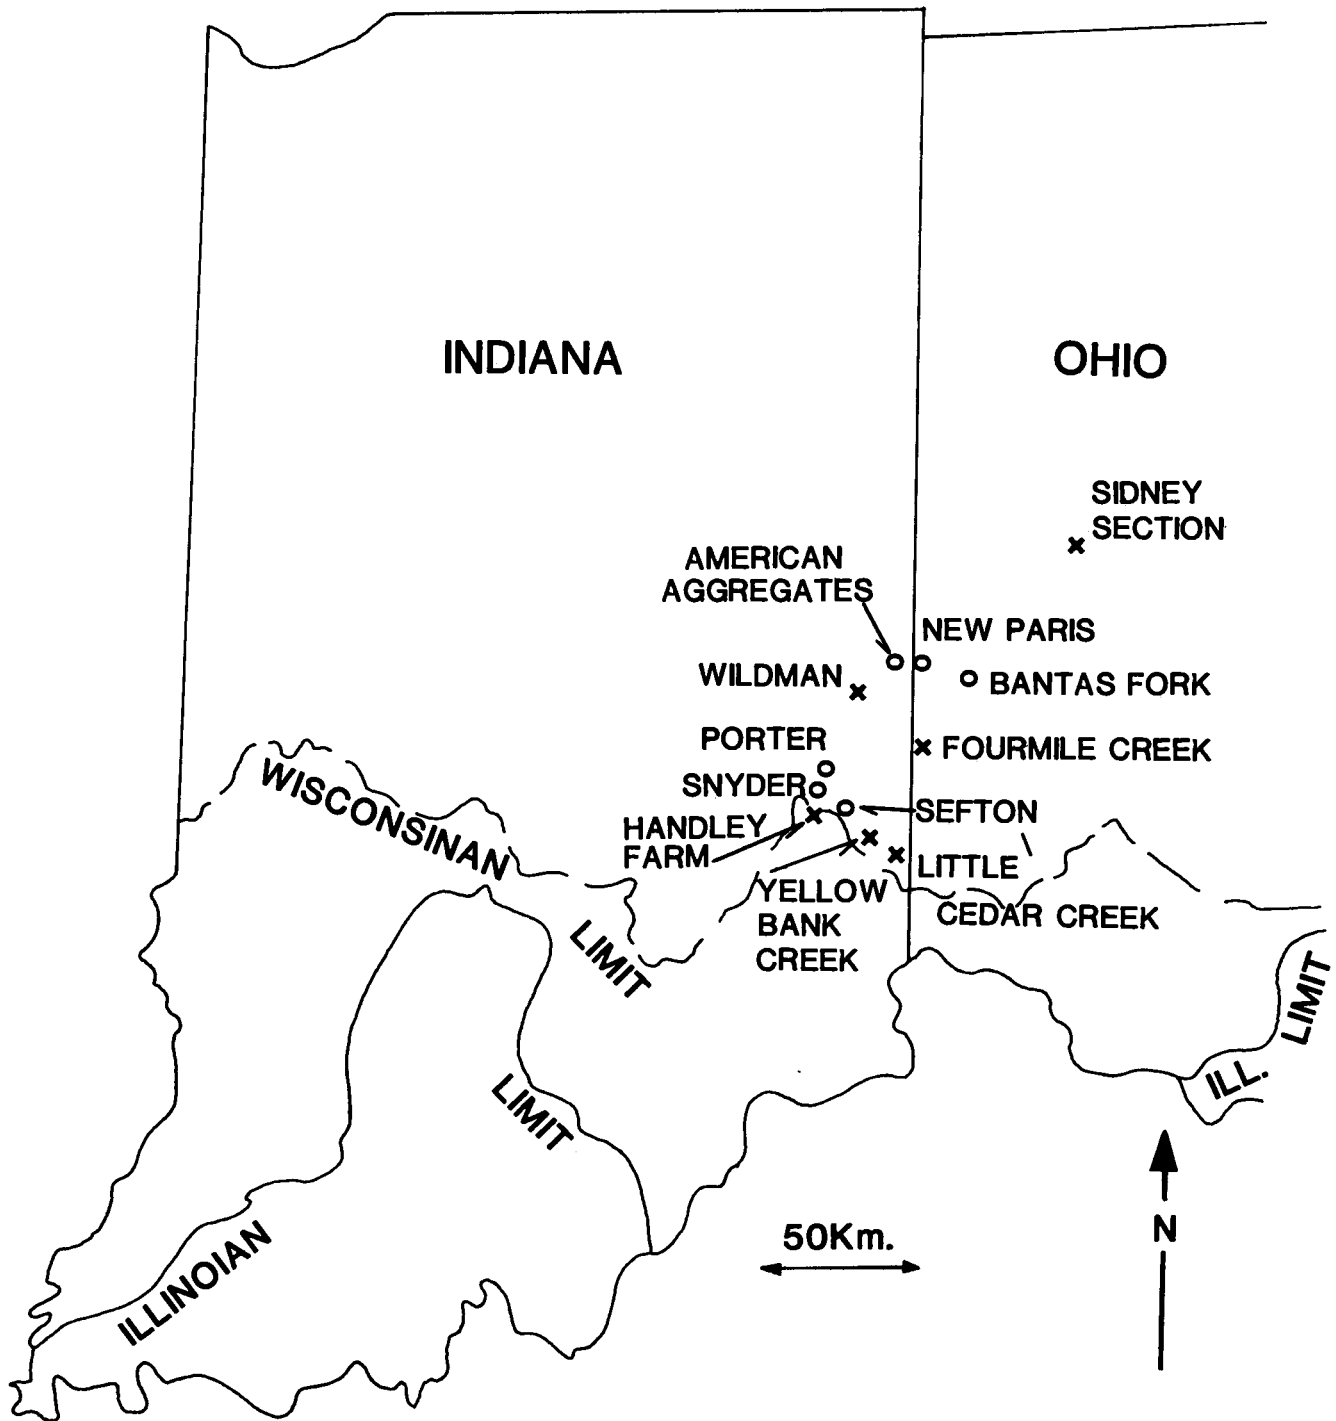 INDIANA
OHIO
SIDNEY
SECTION
AMERICAN
AGGREGATES
NEW PARIS
WILDMAN
BANTAS FORK
PORTER
FOURMILE CREEK
SNYDER
SEFTON
HANDLEY
FARM
LITTLE
CEDAR CREEK
YELLOW
BANK
CREEK
WISCONSINAN
LIMIT
LIMIT
ILL.
LIMIT
ILLINOIAN
50Km.
N